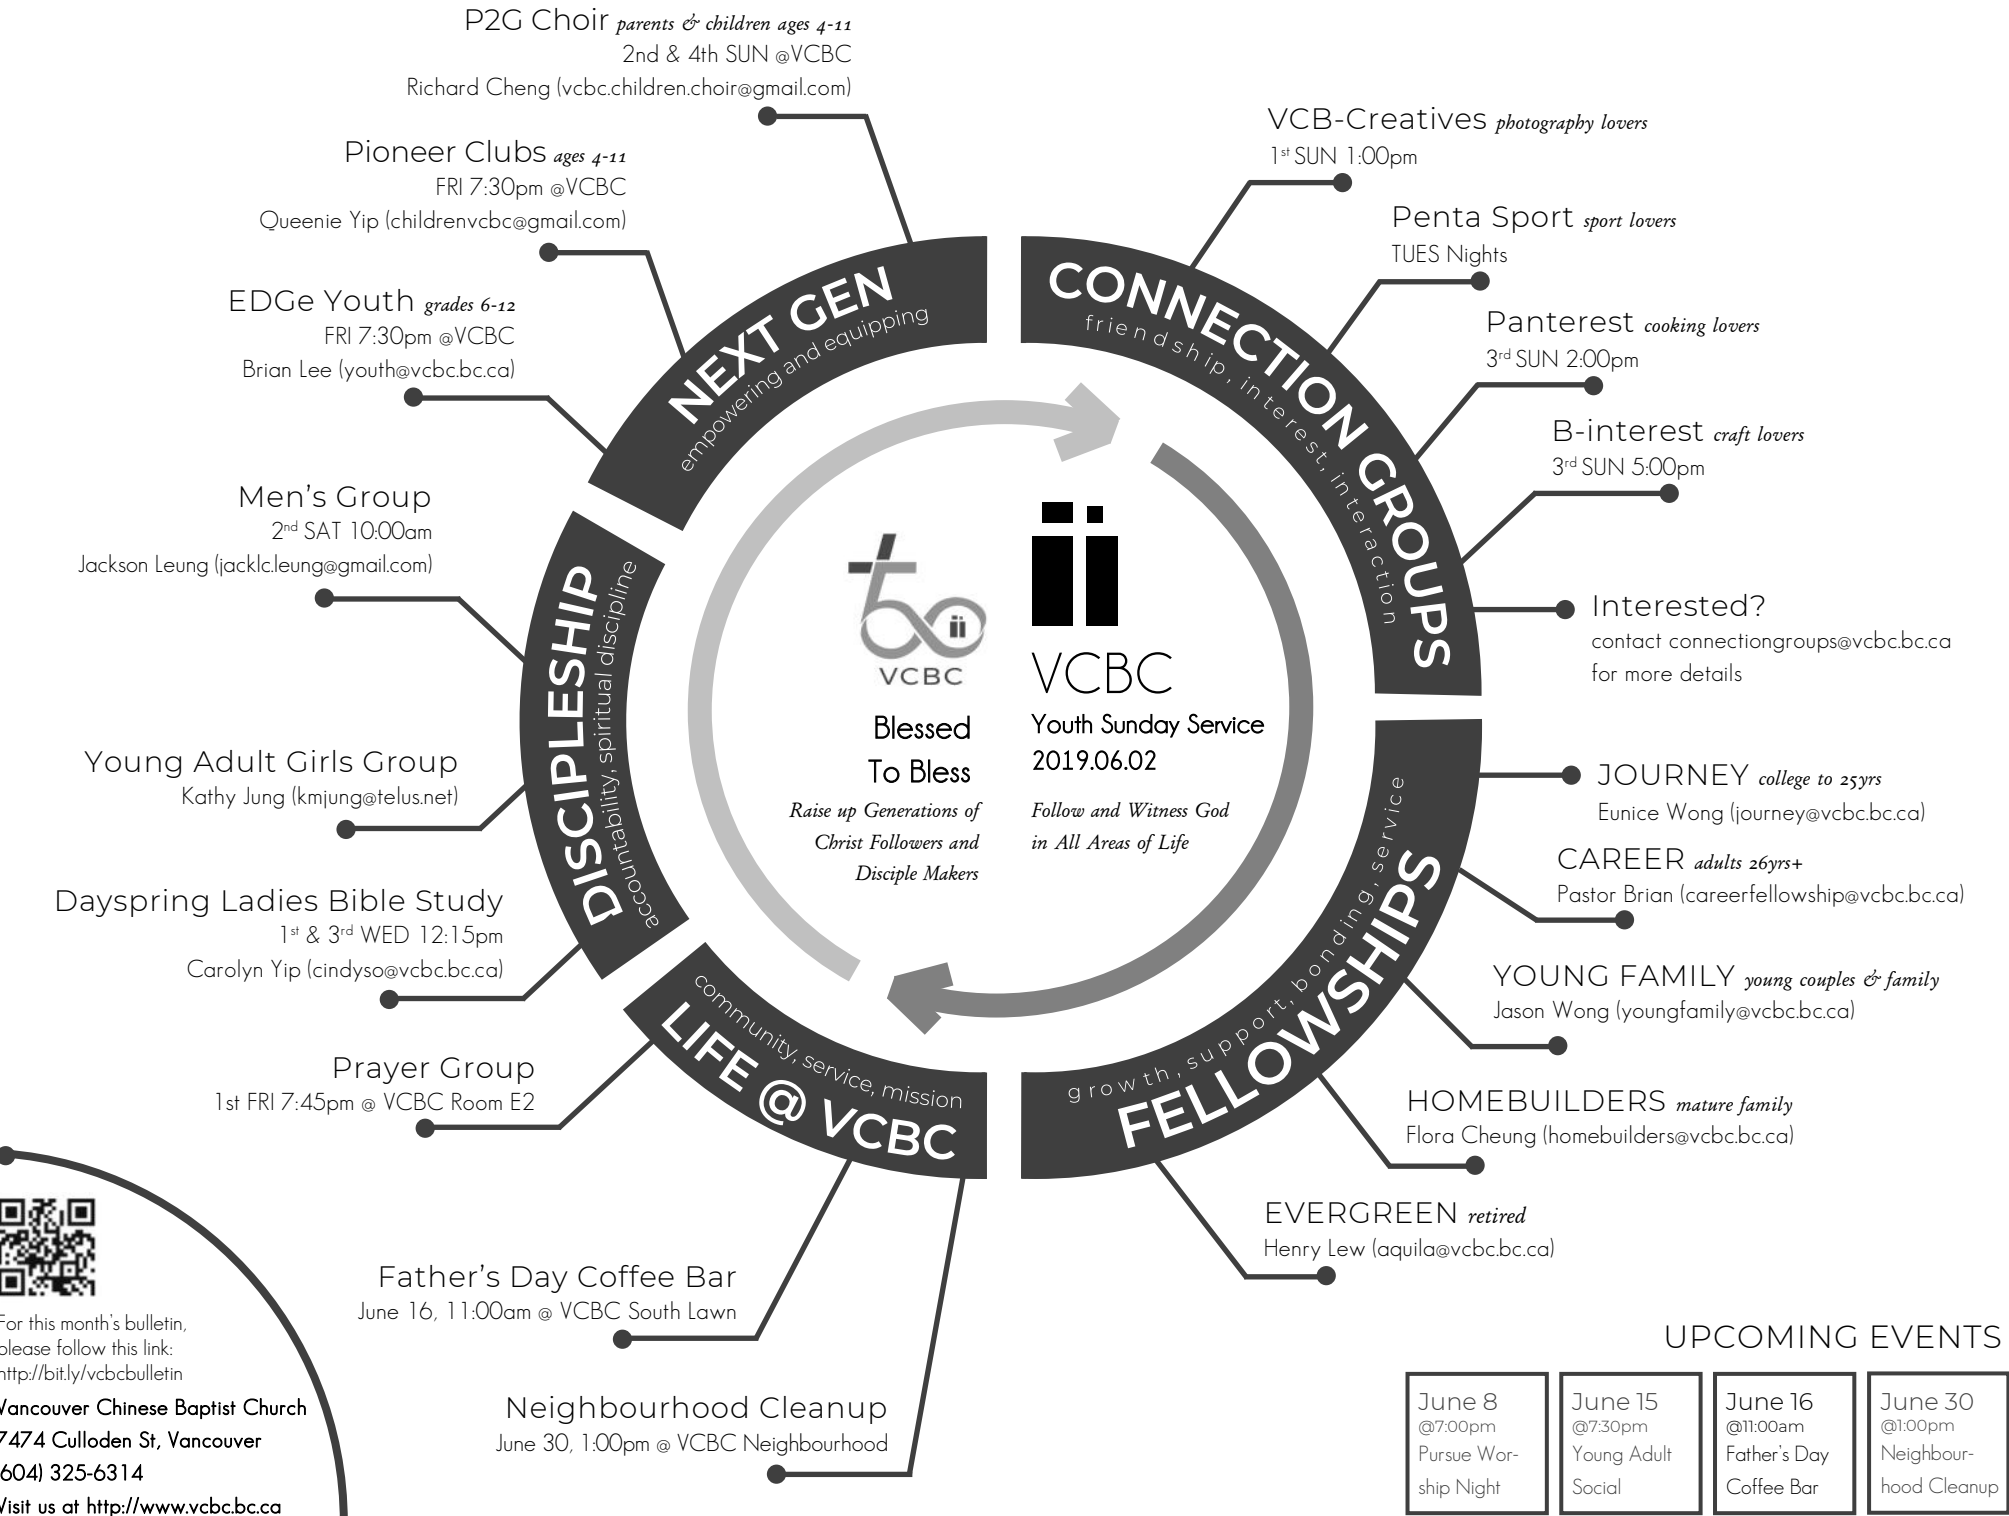 P2G Choir parents & children ages 4-11
2nd & 4th SUN @VCBC
Richard Cheng (vcbc.children.choir@gmail.com)
Pioneer Clubs ages 4-11
FRI 7:30pm @VCBC
Queenie Yip (childrenvcbc@gmail.com)
EDGe Youth grades 6-12
FRI 7:30pm @VCBC
Brian Lee (youth@vcbc.bc.ca)
NEXT GEN
empowering and equipping
Men's Group
2nd SAT 10:00am
Jackson Leung (jacklc.leung@gmail.com)
Young Adult Girls Group
Kathy Jung (kmjung@telus.net)
Dayspring Ladies Bible Study
1st & 3rd WED 12:15pm
Carolyn Yip (cindyso@vcbc.bc.ca)
DISCIPLESHIP
accountability, spiritual discipline
Prayer Group
1st FRI 7:45pm @ VCBC Room E2
Father's Day Coffee Bar
June 16, 11:00am @ VCBC South Lawn
Neighbourhood Cleanup
June 30, 1:00pm @ VCBC Neighbourhood
community, service, mission
LIFE @ VCBC
VCBC
Blessed
To Bless
Raise up Generations of
Christ Followers and
Disciple Makers
VCBC
Youth Sunday Service
2019.06.02
Follow and Witness God
in All Areas of Life
CONNECTION GROUPS
friendship, interest, interaction
VCB-Creatives photography lovers
1st SUN 1:00pm
Penta Sport sport lovers
TUES Nights
Panterest cooking lovers
3rd SUN 2:00pm
B-interest craft lovers
3rd SUN 5:00pm
Interested?
contact connectiongroups@vcbc.bc.ca
for more details
growth, support, bonding, service
FELLOWSHIPS
JOURNEY college to 25yrs
Eunice Wong (journey@vcbc.bc.ca)
CAREER adults 26yrs+
Pastor Brian (careerfellowship@vcbc.bc.ca)
YOUNG FAMILY young couples & family
Jason Wong (youngfamily@vcbc.bc.ca)
HOMEBUILDERS mature family
Flora Cheung (homebuilders@vcbc.bc.ca)
EVERGREEN retired
Henry Lew (aquila@vcbc.bc.ca)
For this month's bulletin,
please follow this link:
http://bit.ly/vcbcbulletin
Vancouver Chinese Baptist Church
7474 Culloden St, Vancouver
604) 325-6314
Visit us at http://www.vcbc.bc.ca
UPCOMING EVENTS
June 8
@7:00pm
Pursue Wor-
ship Night
June 15
@7:30pm
Young Adult
Social
June 16
@11:00am
Father's Day
Coffee Bar
June 30
@1:00pm
Neighbour-
hood Cleanup